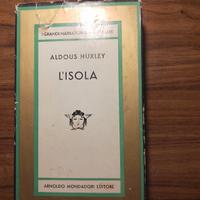 I GRANDI NARRATORI
ALDOUS HUXLEY
L'ISOLA
ARNOLDO MONDADORI EDITORE